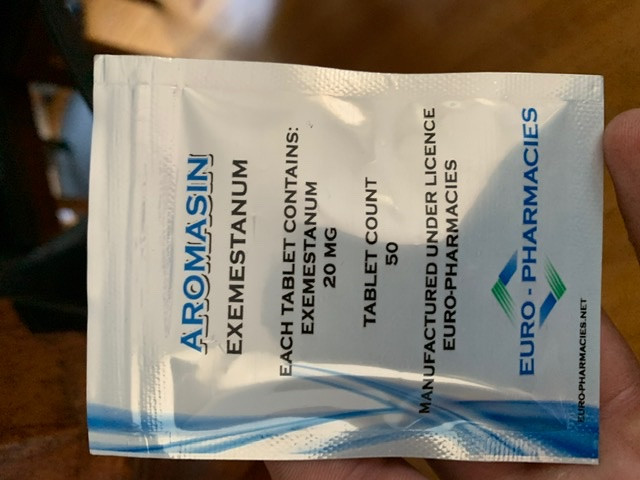 AROMASIN
EXEMESTANUM
EACH TABLET CONTAINS:
EXEMESTANUM
20 MG
TABLET COUNT
50
MANUFACTURED UNDER LICENCE
EURO-PHARMACIES
EURO - PHARMACIES
EURO-PHARMACIES.NET